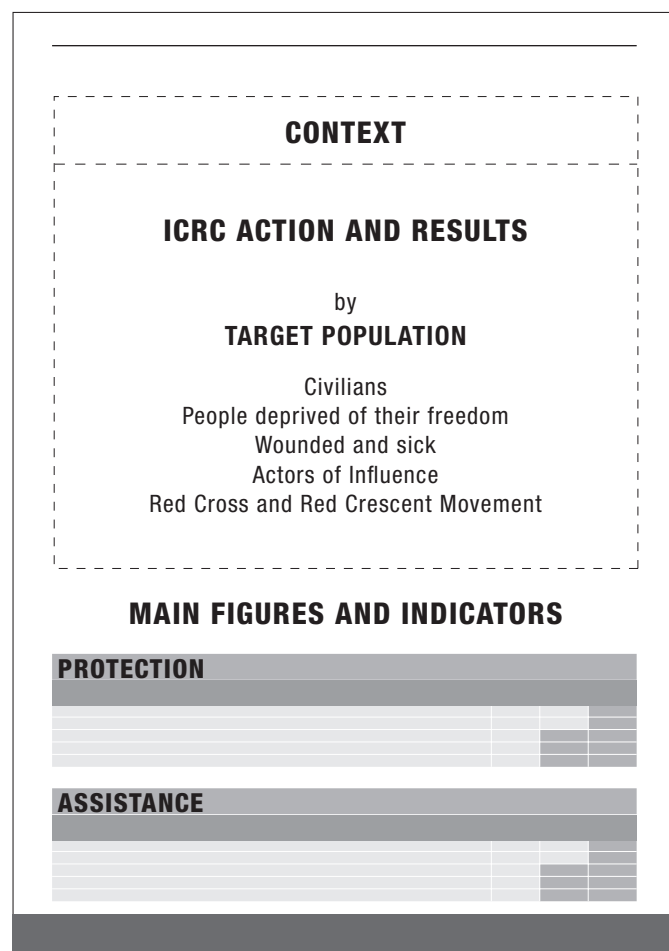 CONTEXT
ICRC ACTION AND RESULTS
by
TARGET POPULATION
Civilians
People deprived of their freedom
Wounded and sick
Actors of Influence
Red Cross and Red Crescent Movement
MAIN FIGURES AND INDICATORS
PROTECTION
ASSISTANCE